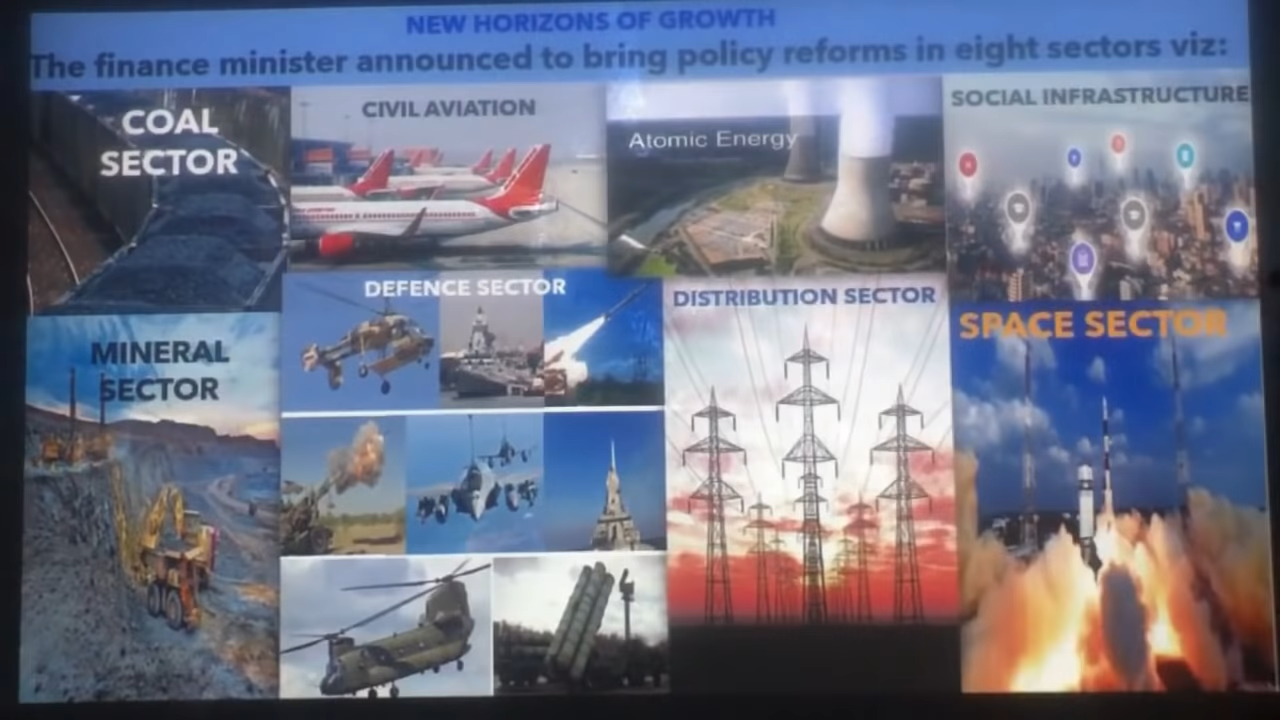 NEW HORIZONS OF GROWTH
The finance minister announced to bring policy reforms in eight sectors viz:
COAL
SECTOR
CIVIL AVIATION
Atomic Energy
SOCIAL INFRASTRUCTURE
DEFENCE SECTOR
DISTRIBUTION SECTOR
SPACE SECTOR
MINERAL
SECTOR